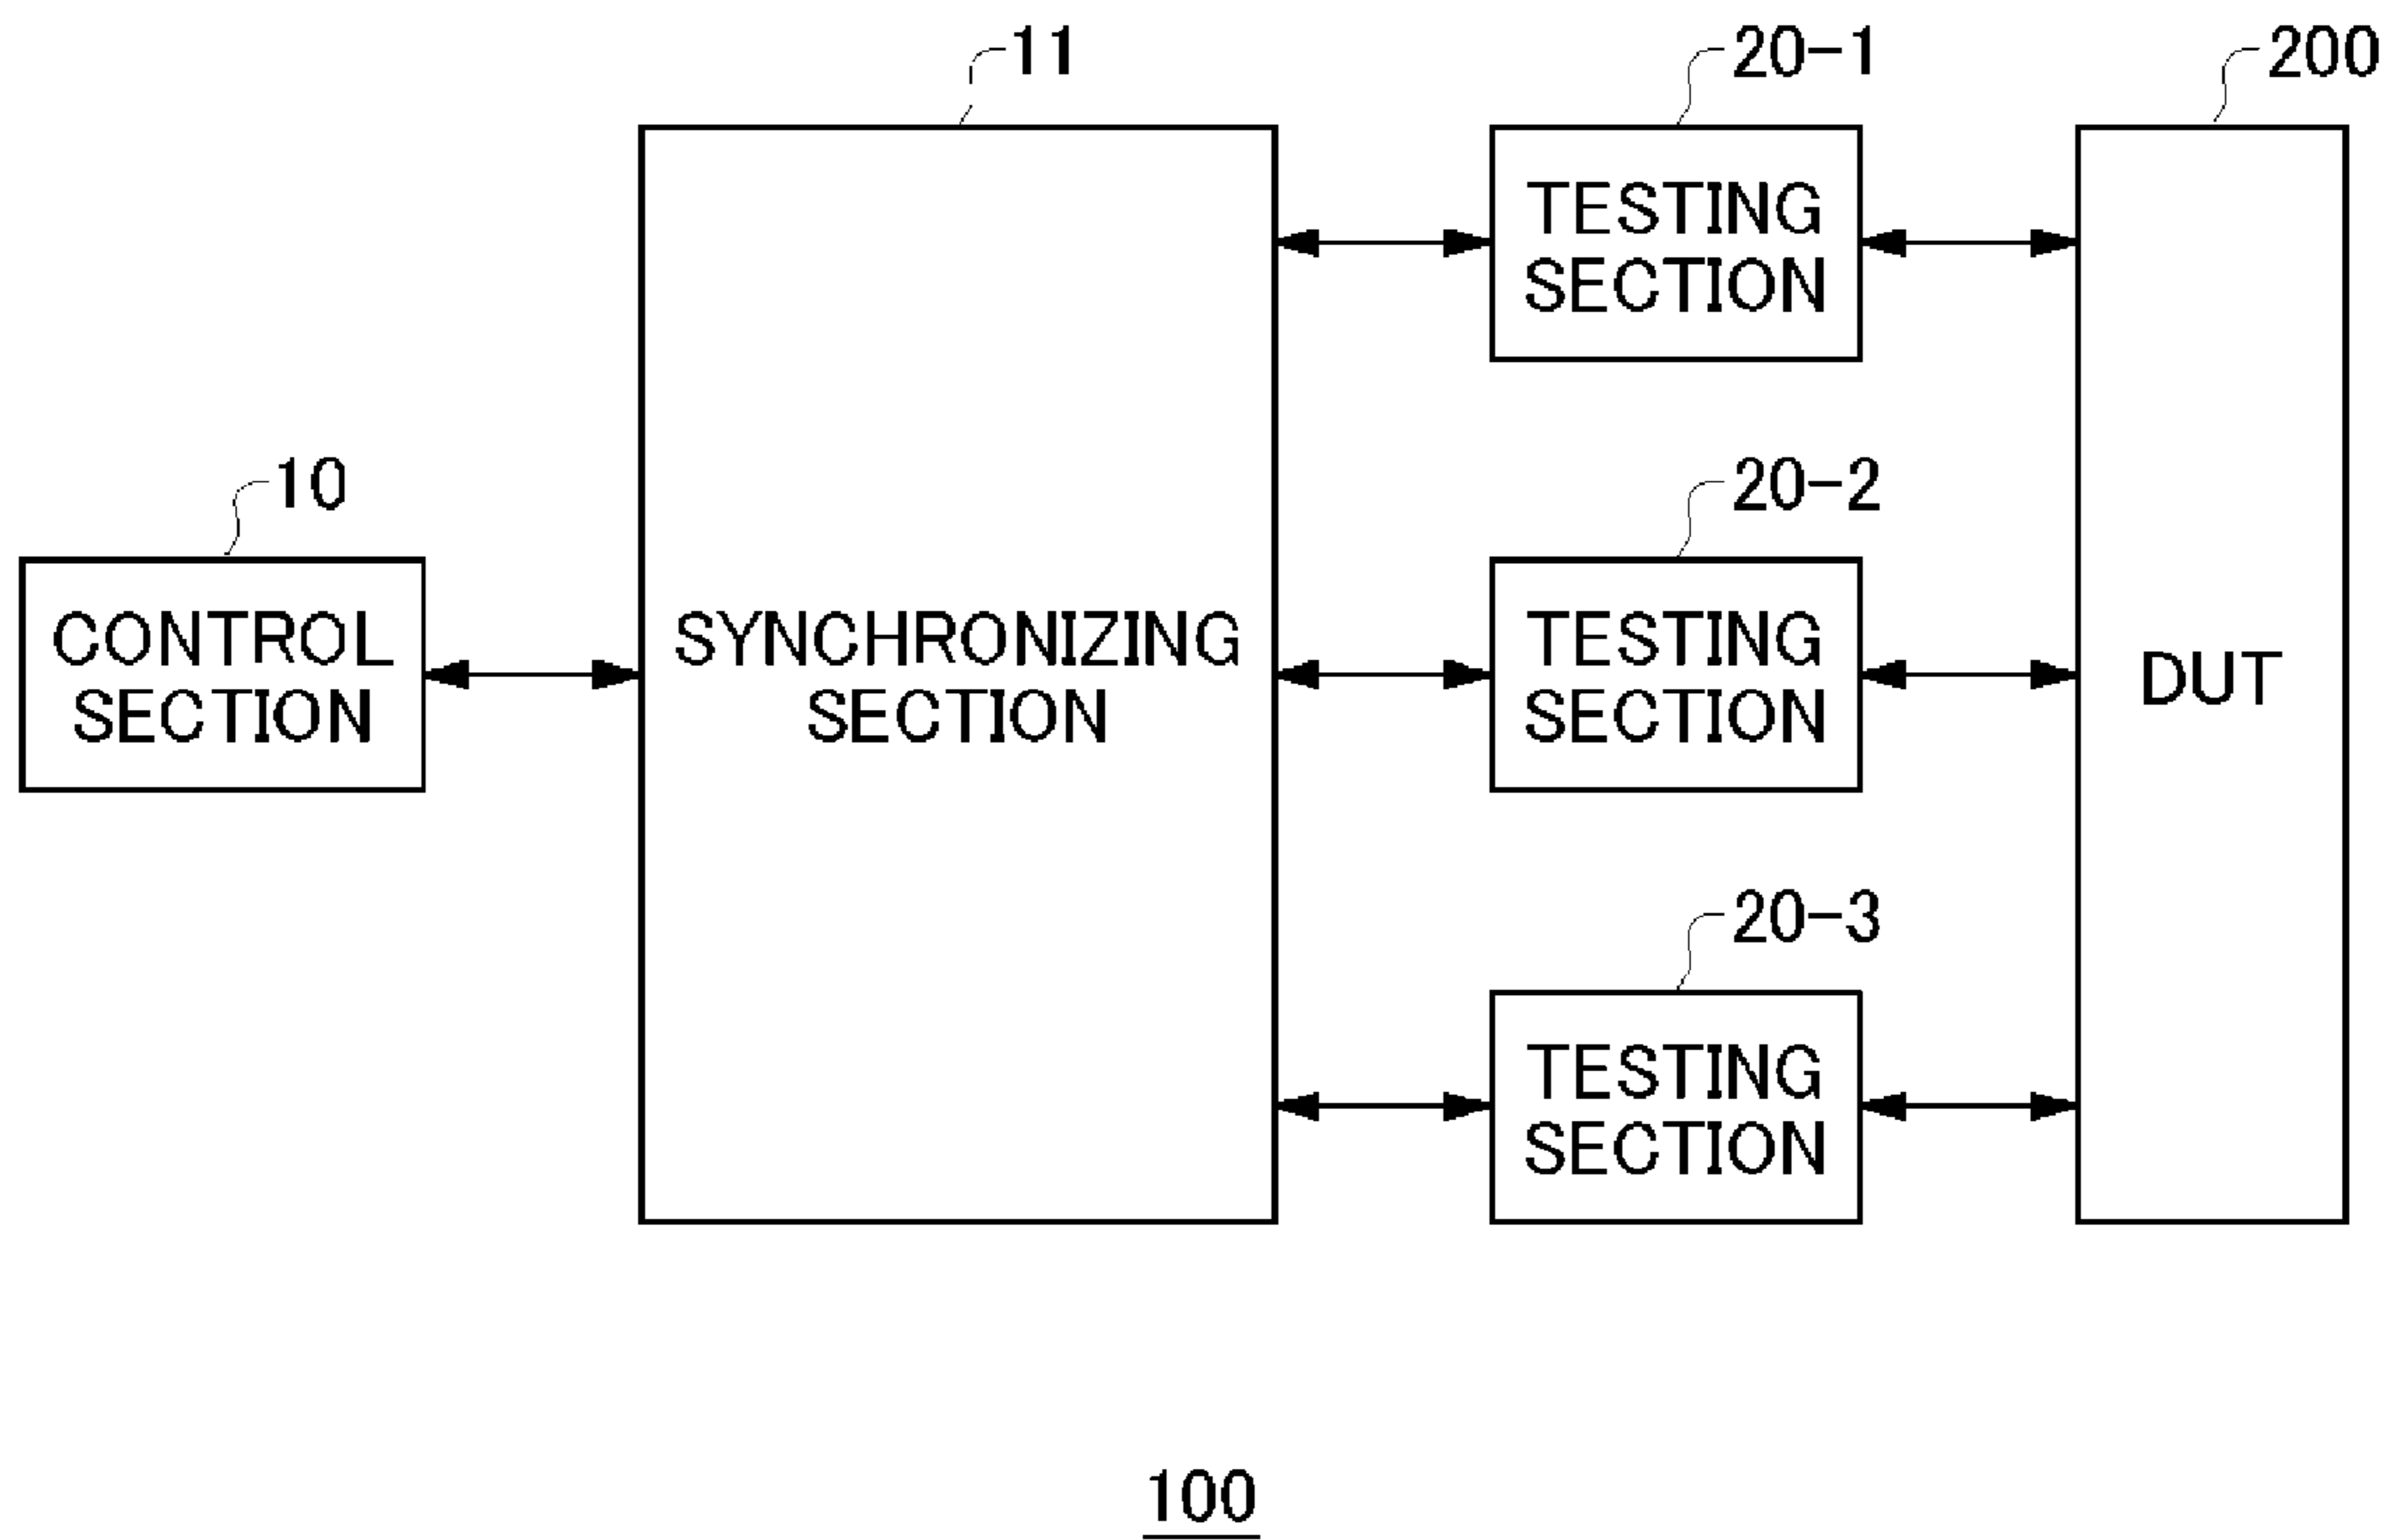 11
20-1
200
TESTING
SECTION
10
20-2
CONTROL
SECTION
SYNCHRONIZING
SECTION
TESTING
SECTION
DUT
20-3
TESTING
SECTION
100